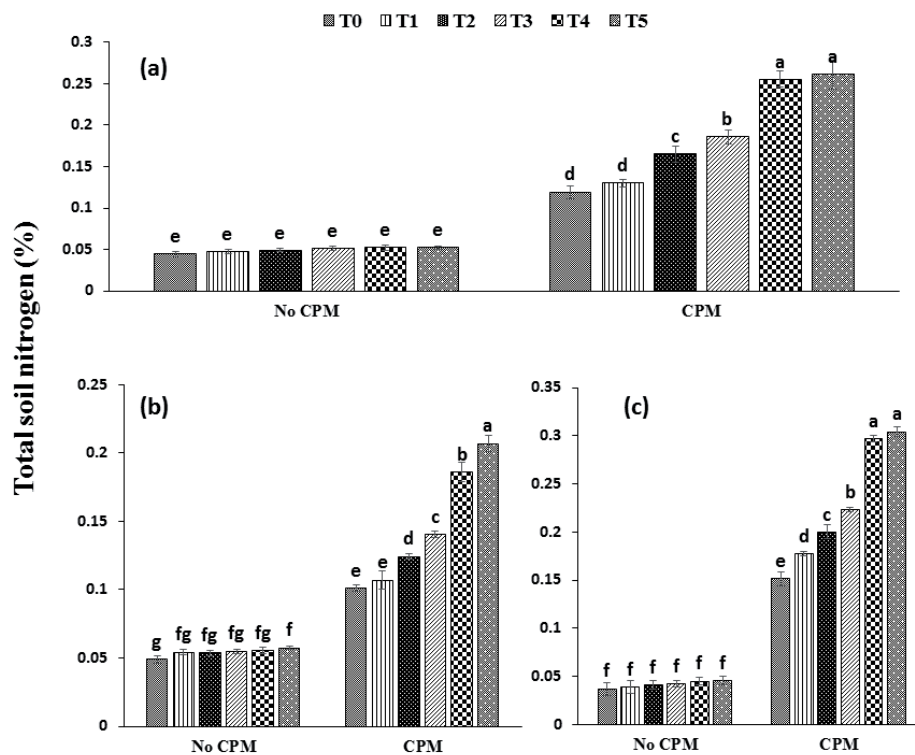 T0 T1 T2 T3 T4 T5
Total soil nitrogen (%)
(a)
0.3
0.25
0.2
0.15
0.1
0.05
0
e e e e e e
d d c b a a
No CPM CPM
(b)
0.25
0.2
0.15
0.1
0.05
0
g fg fg fg fg f
e e d c b a
No CPM CPM
(c)
0.35
0.3
0.25
0.2
0.15
0.1
0.05
0
f f f f f f
e d c b a a
No CPM CPM